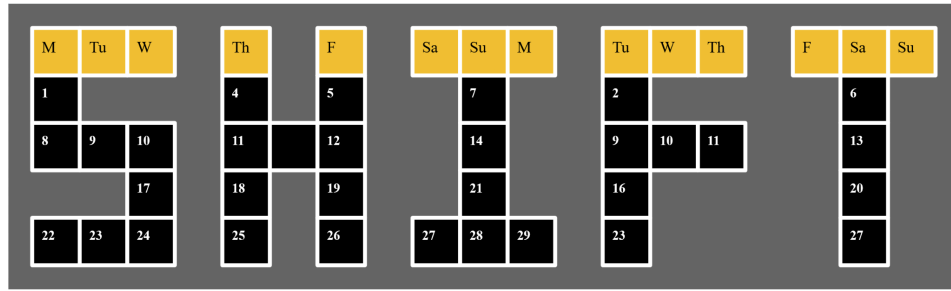 M Tu W Th F Sa Su M Tu W Th F Sa Su
1 4 5 7 2 6
8 9 10 11 12 14 9 10 11 13
17 18 19 21 16 20
22 23 24 25 26 27 28 29 23 27